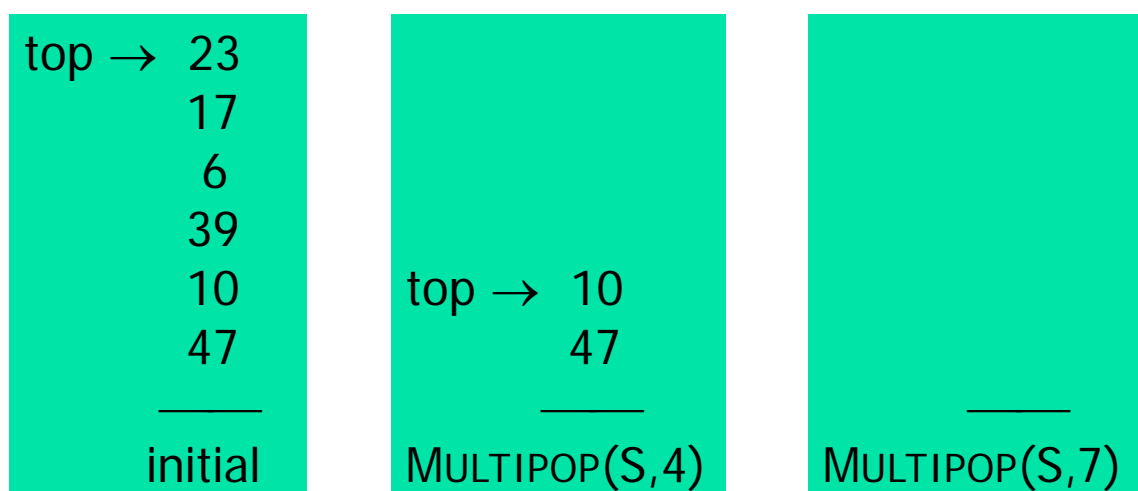 top → 23
17
6
39
10
47
initial
top → 10
47
MULTIPOP(S,4)
MULTIPOP(S,7)